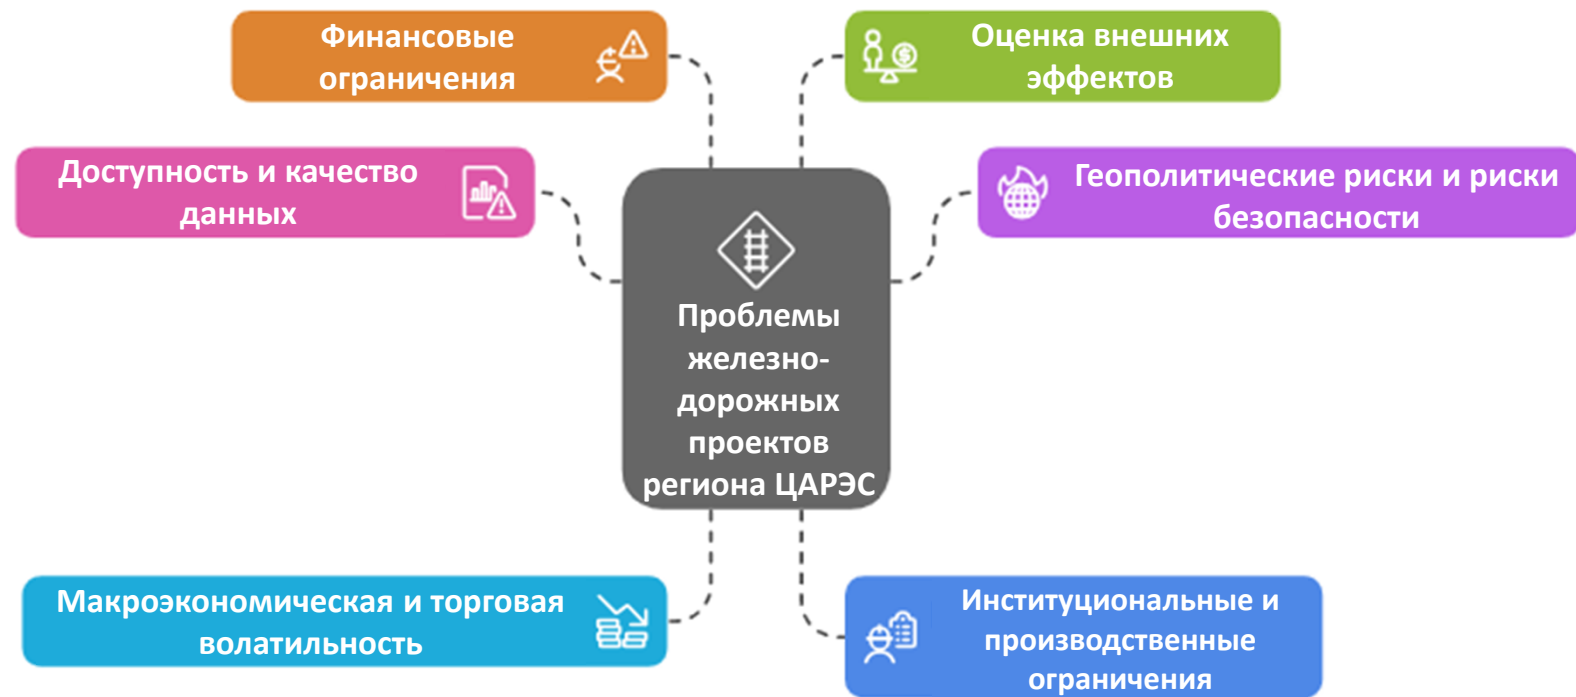 Финансовые
ограничения
Оценка внешних
эффектов
Доступность и качество
данных
Геополитические риски и риски
безопасности
Проблемы
железно-
дорожных
проектов
региона ЦАРЭС
Макроэкономическая и торговая
волатильность
Институциональные и
производственные
ограничения